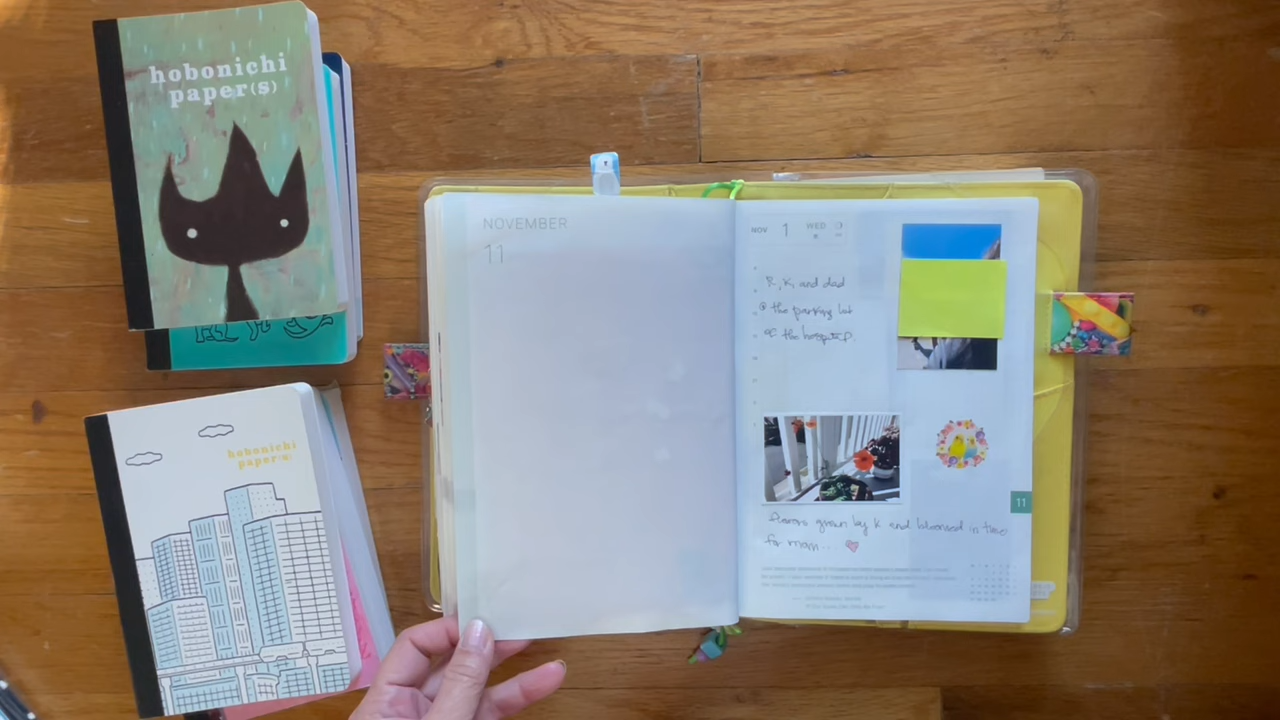 hobonichi
paper(s)
hobonichi
paper(s)
NOVEMBER
11
NOV 1 WED
R, K, and dad
@ the parking lot
of the hospital.
flowers grown by K and bloomed in time
for mom...
11